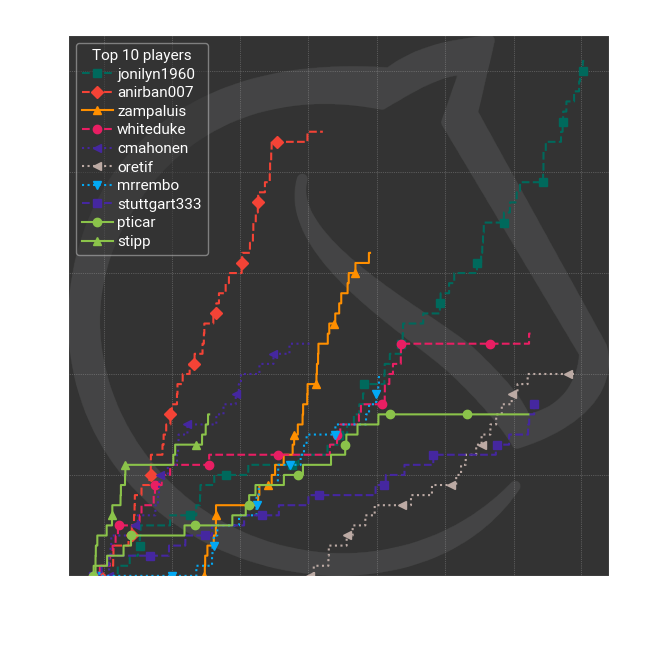 Top 10 players
jonilyn1960
anirban007
zampaluis
whiteduke
cmahonen
oretif
mrrembo
stuttgart333
pticar
stipp